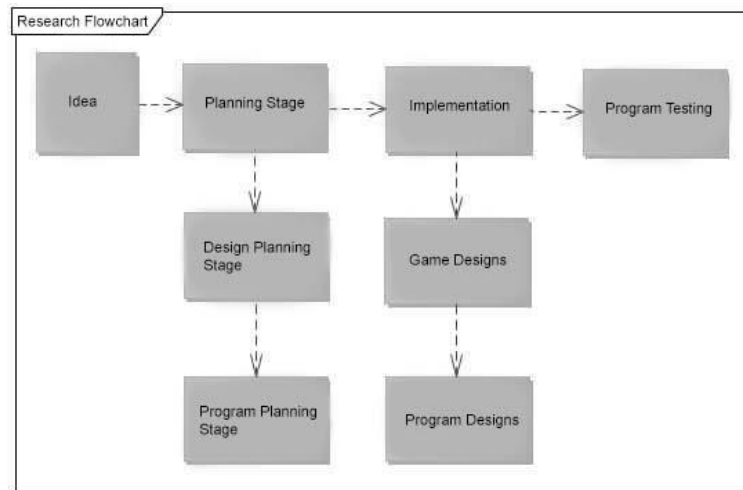 Research Flowchart
Idea
Planning Stage
Implementation
Program Testing
Design Planning
Stage
Game Designs
Program Planning
Stage
Program Designs